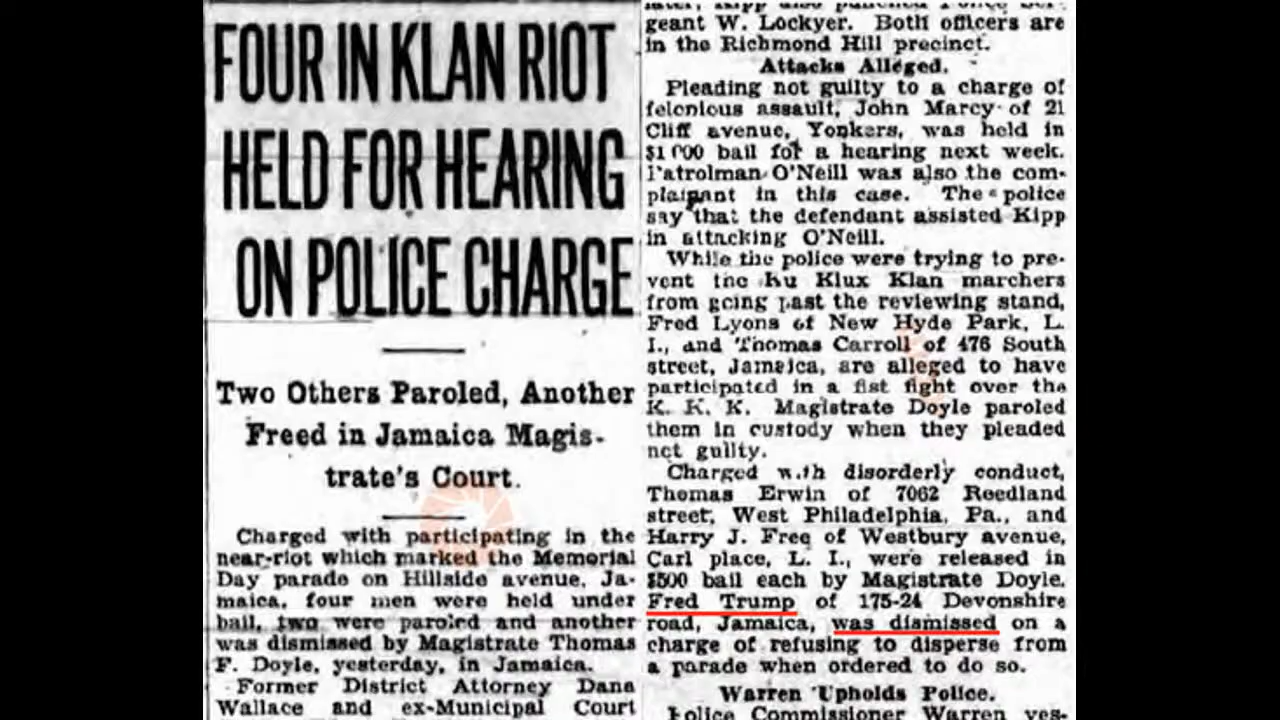 FOUR IN KLAN RIOT
HELD FOR HEARING
ON POLICE CHARGE
Two Others Paroled, Another
Freed in Jamaica Magis-
trate's Court.
Charged with participating in the
near-riot which marked the Memorial
Day parade on Hillside avenue, Ja-
maica, four men were held under
bail, two were paroled and another
was dismissed by Magistrate Thomas
F. Doyle, yesterday, in Jamaica.
Former District Attorney Dana
Wallace and ex-Municipal Court
later, Kipp also punched Police Ser-
geant W. Lockyer. Both officers are
in the Richmond Hill precinct.
Attacks Alleged.
Pleading not guilty to a charge of
felonious assault, John Marcy of 21
Cliff avenue, Yonkers, was held in
$1000 bail for a hearing next week.
Patrolman O'Neill was also the com-
plainant in this case. The police
say that the defendant assisted Kipp
in attacking O'Neill.
While the police were trying to pre-
vent the Ku Klux Klan marchers
from going past the reviewing stand,
Fred Lyons of New Hyde Park, L.
I., and Thomas Carroll of 476 South
street, Jamaica, are alleged to have
participated in a fist fight over the
K. K. K. Magistrate Doyle paroled
them in custody when they pleaded
not guilty.
Charged with disorderly conduct,
Thomas Erwin of 7062 Reedland
street, West Philadelphia, Pa., and
Harry J. Free of Westbury avenue,
Carl place, L. I., were released in
$500 bail each by Magistrate Doyle.
Fred Trump of 175-24 Devonshire
road, Jamaica, was dismissed on a
charge of refusing to disperse from
a parade when ordered to do so.
Warren Upholds Police.
Police Commissioner Warren yes-